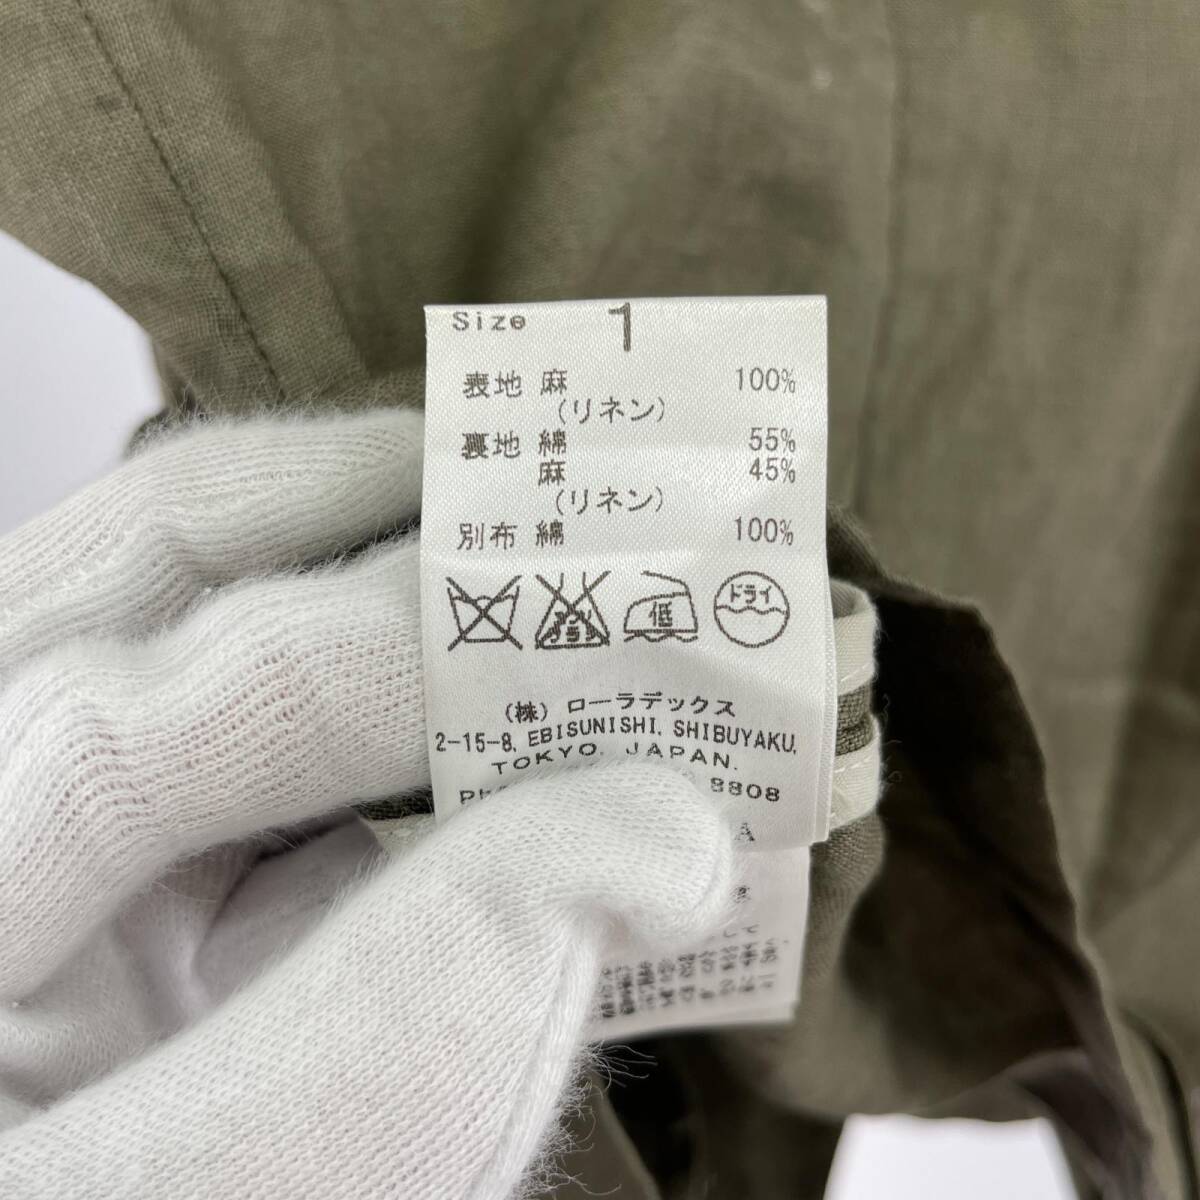 Size 1
表地 麻 100%
(リネン)
裏地 綿 55%
麻 45%
(リネン)
別布 綿 100%
低 ドライ
(株) ローラデックス
2-15-8, EBISUNISHI, SHIBUYAKU,
TOKYO, JAPAN.
8808
A